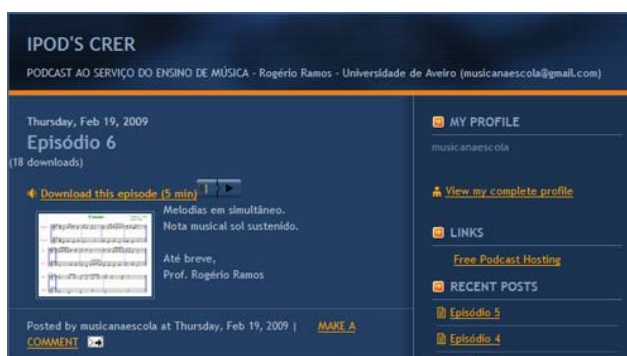 IPOD'S CRER
PODCAST AO SERVIÇO DO ENSINO DE MÚSICA - Rogério Ramos - Universidade de Aveiro (musicanaescola@gmail.com)
Thursday, Feb 19, 2009
Episódio 6
(18 downloads)
Download this episode (5 min)
Melodias em simultâneo.
Nota musical sol sustenido.
Até breve,
Prof. Rogério Ramos
Posted by musicanaescola at Thursday, Feb 19, 2009 | MAKE A
COMMENT
MY PROFILE
musicanaescola
View my complete profile
LINKS
Free Podcast Hosting
RECENT POSTS
Episódio 5
Episódio 4